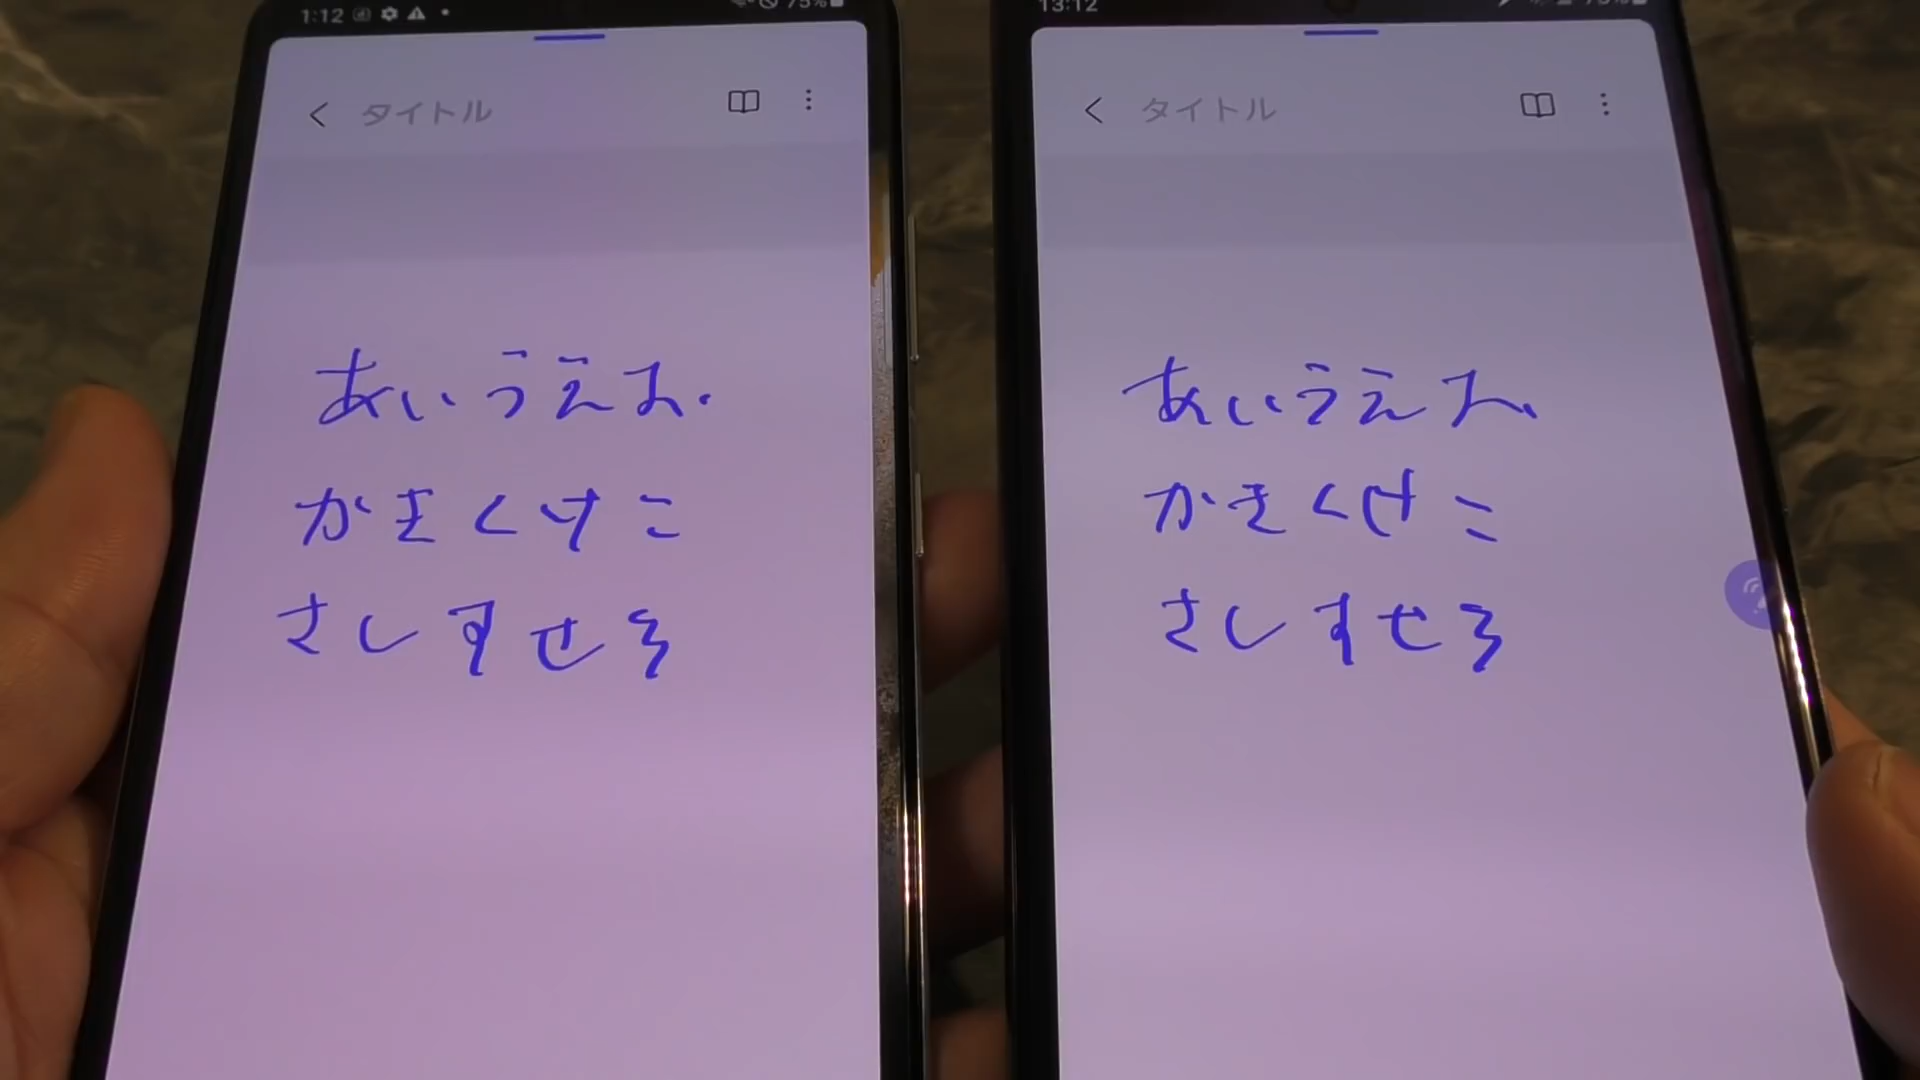 1:12 75%
タイトル
あいうえお.
かきくけこ
さしすせそ
13:12
タイトル
あいうえお、
かきくけこ
さしすせそ